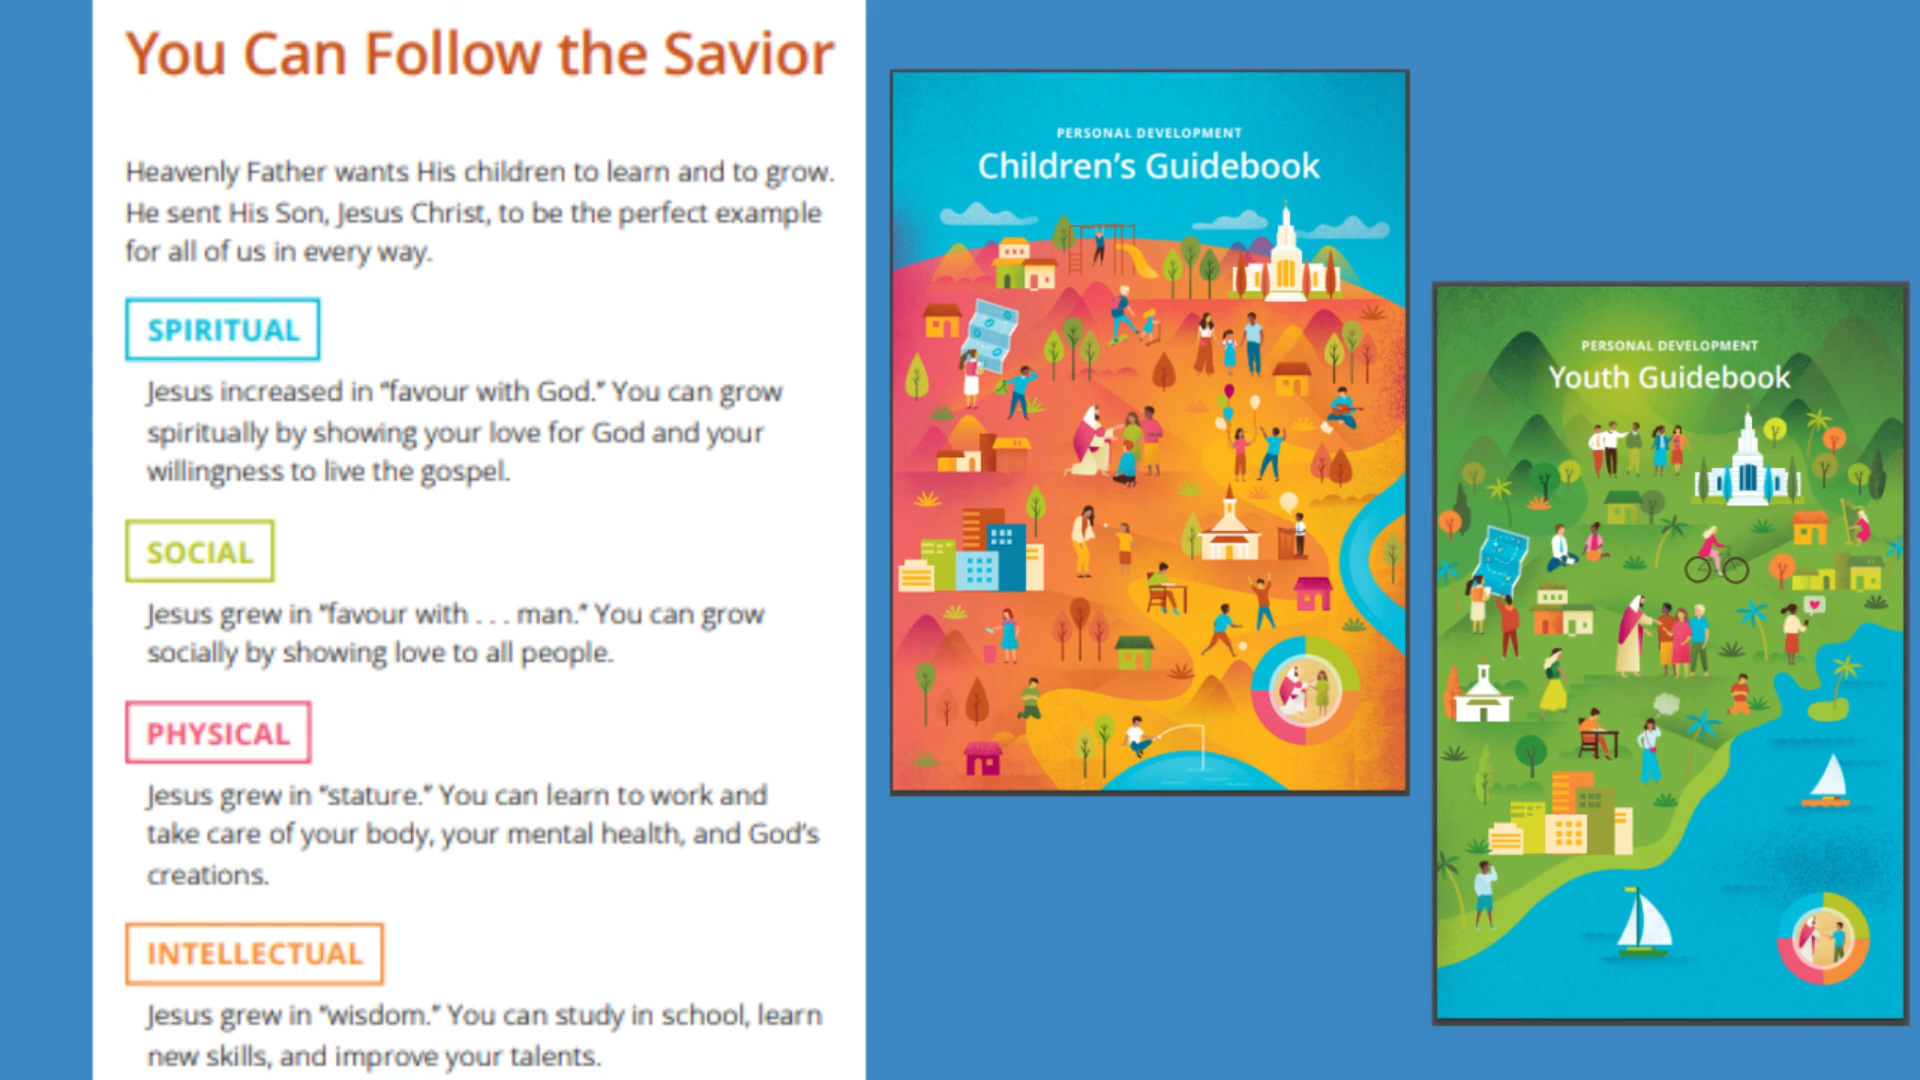 You Can Follow the Savior
Heavenly Father wants His children to learn and to grow.
He sent His Son, Jesus Christ, to be the perfect example
for all of us in every way.
SPIRITUAL
Jesus increased in “favour with God.” You can grow
spiritually by showing your love for God and your
willingness to live the gospel.
SOCIAL
Jesus grew in “favour with . . . man.” You can grow
socially by showing love to all people.
PHYSICAL
Jesus grew in “stature.” You can learn to work and
take care of your body, your mental health, and God’s
creations.
INTELLECTUAL
Jesus grew in “wisdom.” You can study in school, learn
new skills, and improve your talents.
PERSONAL DEVELOPMENT
Children’s Guidebook
PERSONAL DEVELOPMENT
Youth Guidebook